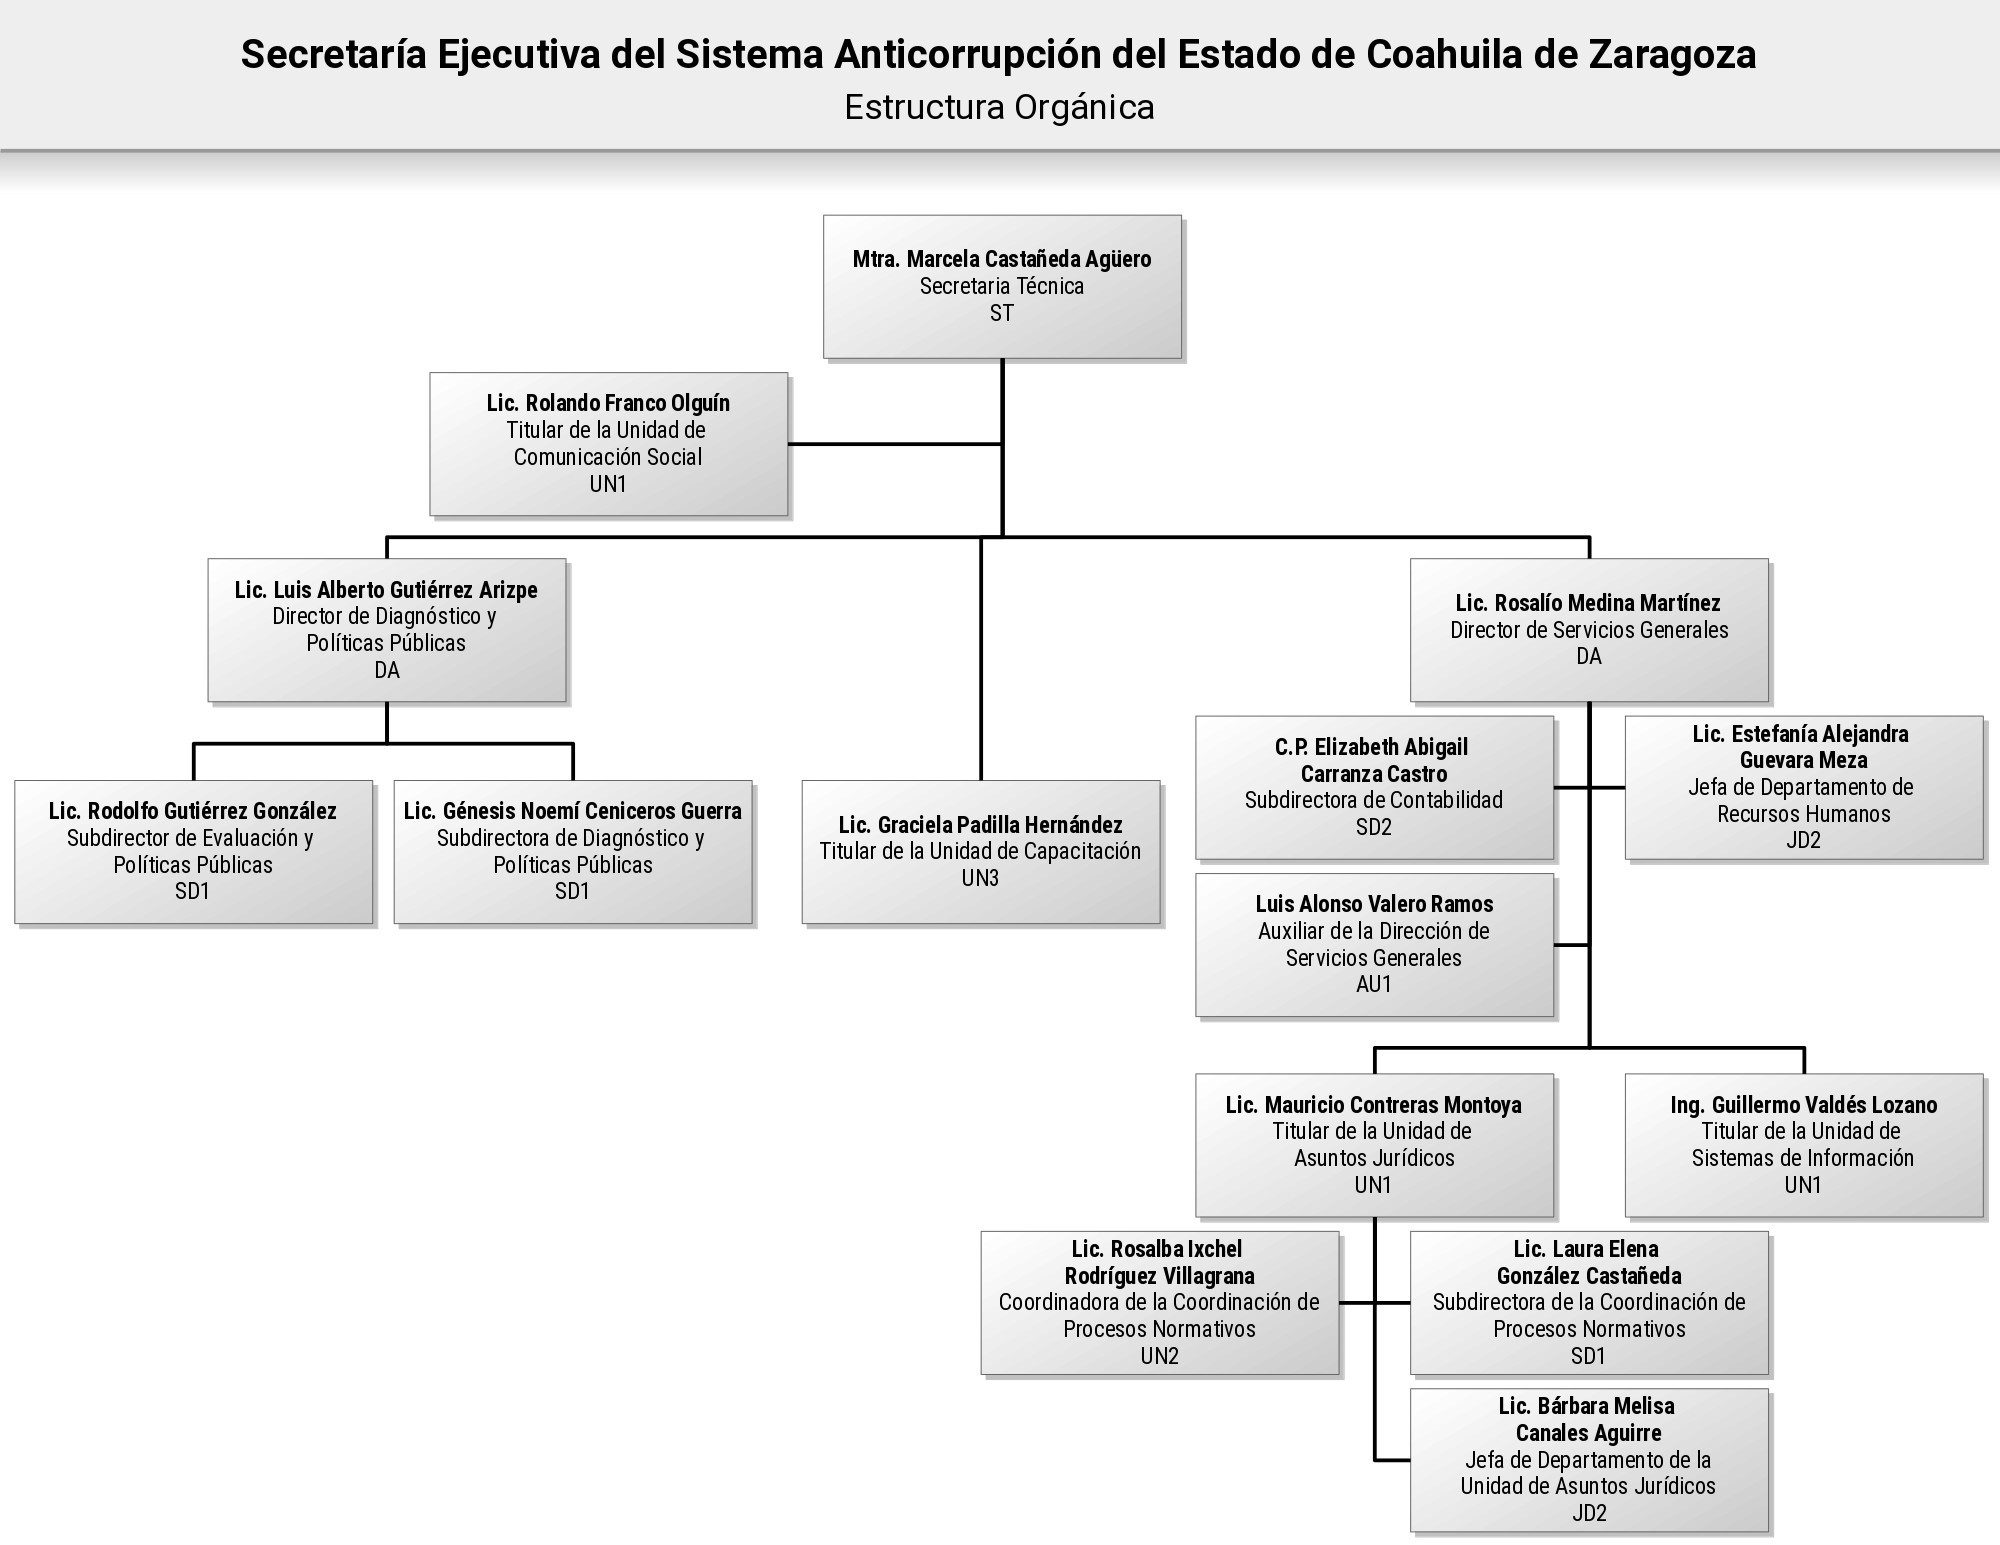 Secretaría Ejecutiva del Sistema Anticorrupción del Estado de Coahuila de Zaragoza
Estructura Orgánica
Mtra. Marcela Castañeda Agüero
Secretaria Técnica
ST
Lic. Rolando Franco Olguín
Titular de la Unidad de
Comunicación Social
UN1
Lic. Luis Alberto Gutiérrez Arizpe
Director de Diagnóstico y
Políticas Públicas
DA
Lic. Rosalío Medina Martínez
Director de Servicios Generales
DA
Lic. Rodolfo Gutiérrez González
Subdirector de Evaluación y
Políticas Públicas
SD1
Lic. Génesis Noemí Ceniceros Guerra
Subdirectora de Diagnóstico y
Políticas Públicas
SD1
Lic. Graciela Padilla Hernández
Titular de la Unidad de Capacitación
UN3
C.P. Elizabeth Abigail
Carranza Castro
Subdirectora de Contabilidad
SD2
Lic. Estefanía Alejandra
Guevara Meza
Jefa de Departamento de
Recursos Humanos
JD2
Luis Alonso Valero Ramos
Auxiliar de la Dirección de
Servicios Generales
AU1
Lic. Mauricio Contreras Montoya
Titular de la Unidad de
Asuntos Jurídicos
UN1
Ing. Guillermo Valdés Lozano
Titular de la Unidad de
Sistemas de Información
UN1
Lic. Rosalba Ixchel
Rodríguez Villagrana
Coordinadora de la Coordinación de
Procesos Normativos
UN2
Lic. Laura Elena
González Castañeda
Subdirectora de la Coordinación de
Procesos Normativos
SD1
Lic. Bárbara Melisa
Canales Aguirre
Jefa de Departamento de la
Unidad de Asuntos Jurídicos
JD2